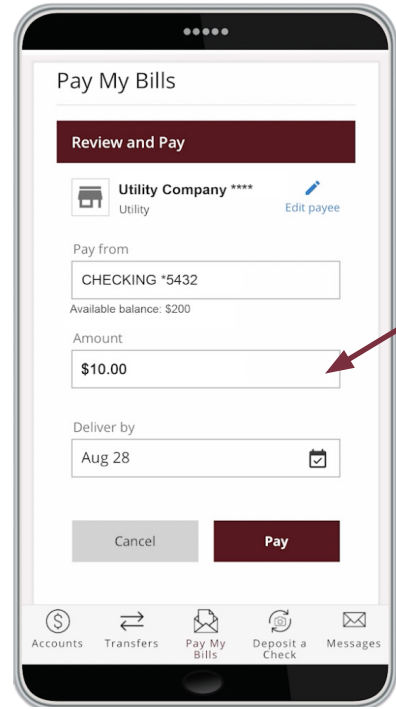 Pay My Bills
Review and Pay
Utility Company ****
Utility
Edit payee
Pay from
CHECKING *5432
Available balance: $200
Amount
$10.00
Deliver by
Aug 28
Cancel
Pay
Accounts
Transfers
Pay My
Bills
Deposit a
Check
Messages